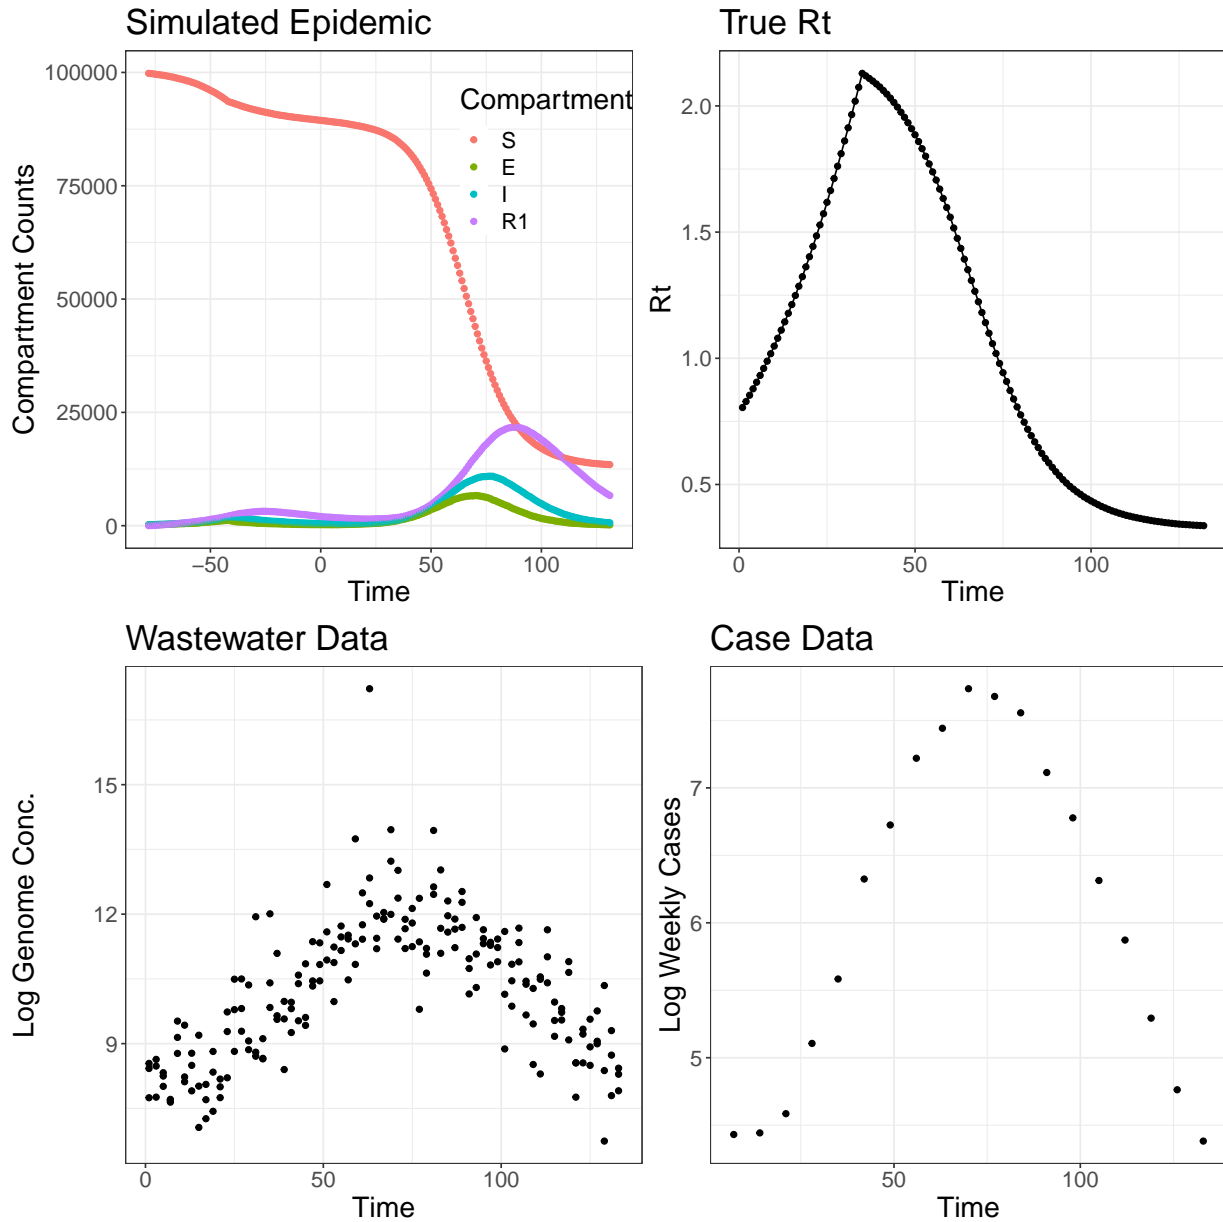 Simulated Epidemic
Compartment Counts
100000
75000
50000
25000
0
Compartment
S
E
I
R1
−50
0
50
100
Time
True Rt
Rt
2.0
1.5
1.0
0.5
0
50
100
Time
Wastewater Data
Log Genome Conc.
15
12
9
0
50
100
Time
Case Data
Log Weekly Cases
7
6
5
50
100
Time